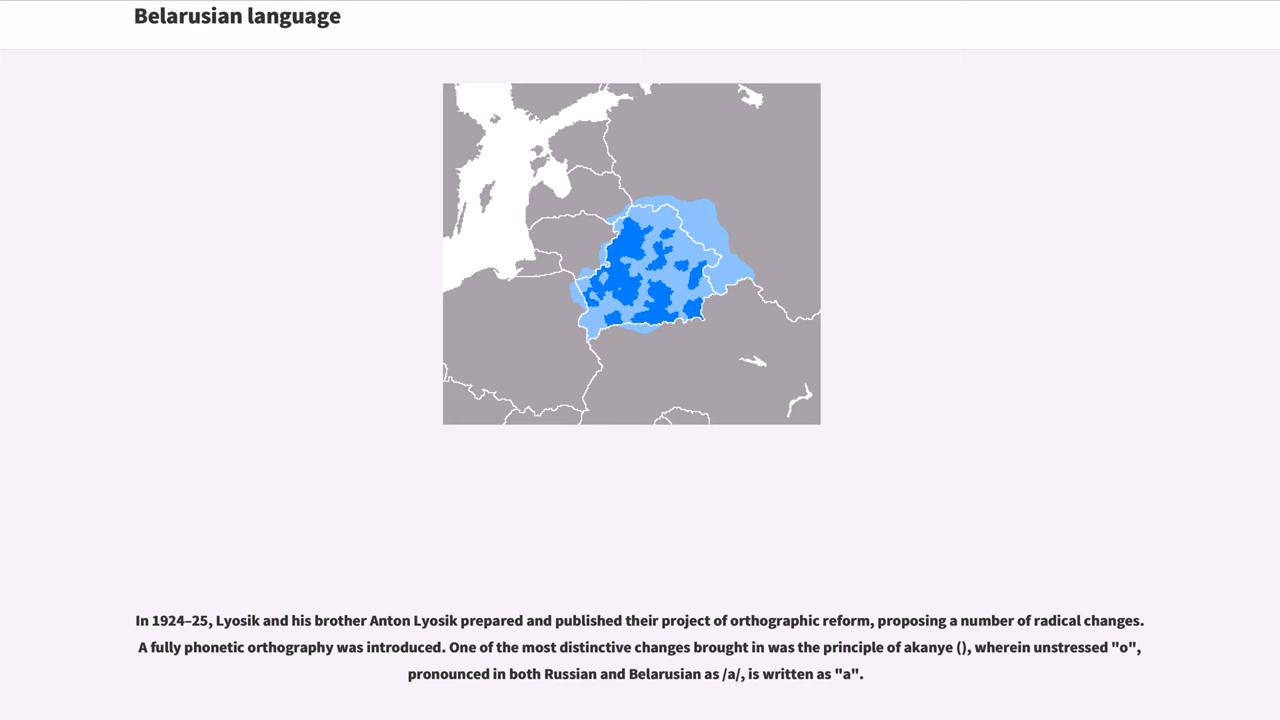 Belarusian language
In 1924–25, Lyosik and his brother Anton Lyosik prepared and published their project of orthographic reform, proposing a number of radical changes.
A fully phonetic orthography was introduced. One of the most distinctive changes brought in was the principle of akanye (), wherein unstressed "o",
pronounced in both Russian and Belarusian as /a/, is written as "a".